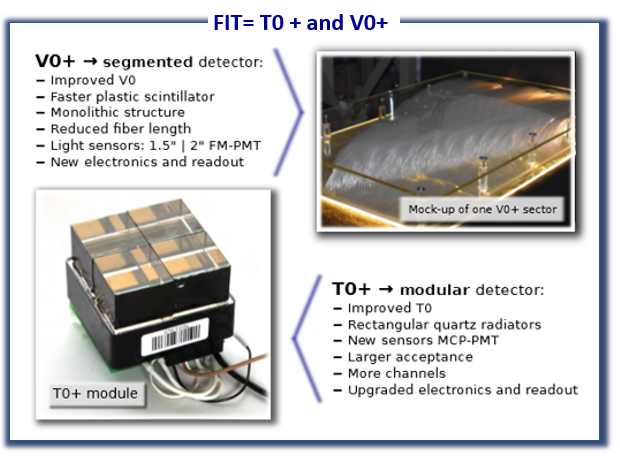 FIT= T0 + and V0+
V0+ → segmented detector:
– Improved V0
– Faster plastic scintillator
– Monolithic structure
– Reduced fiber length
– Light sensors: 1.5" | 2" FM-PMT
– New electronics and readout
Mock-up of one V0+ sector
T0+ module
T0+ → modular detector:
– Improved T0
– Rectangular quartz radiators
– New sensors MCP-PMT
– Larger acceptance
– More channels
– Upgraded electronics and readout